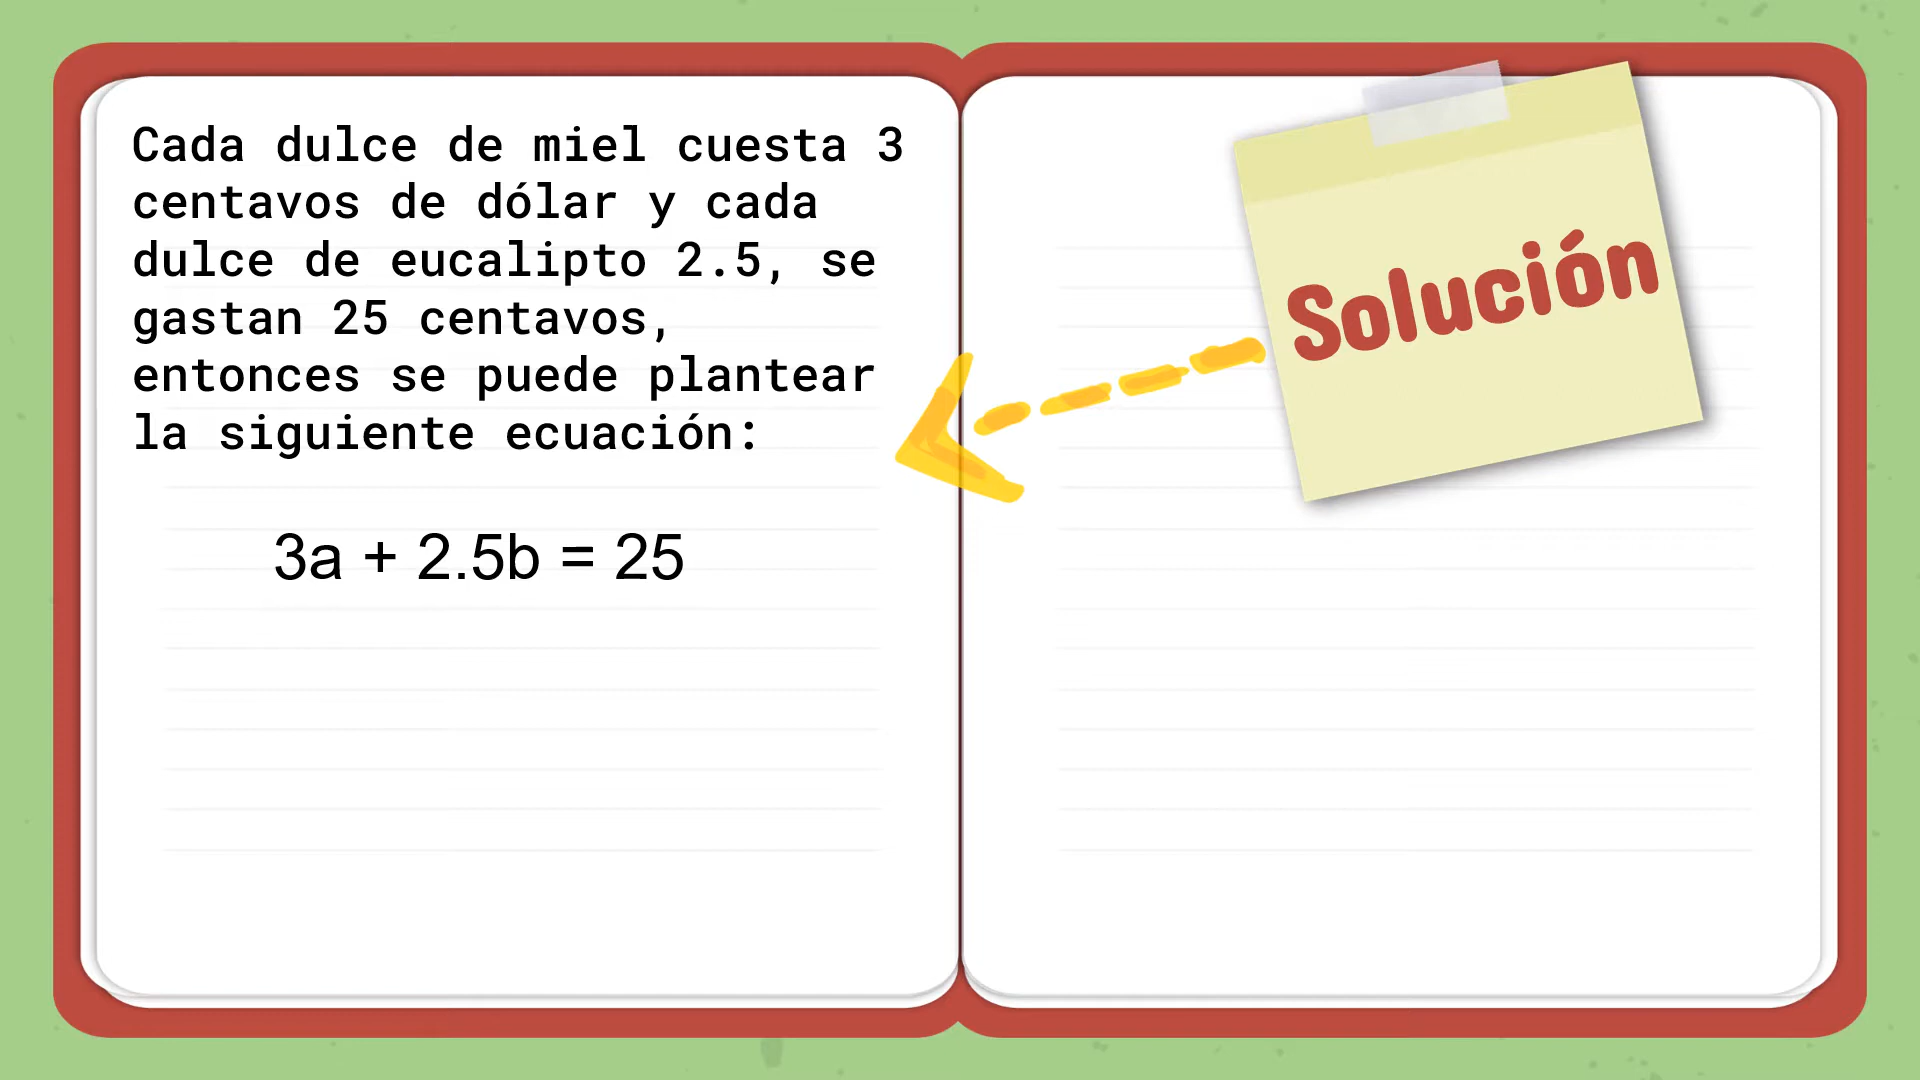 Cada dulce de miel cuesta 3
centavos de dólar y cada
dulce de eucalipto 2.5, se
gastan 25 centavos,
entonces se puede plantear
la siguiente ecuación:
3a + 2.5b = 25
Solución